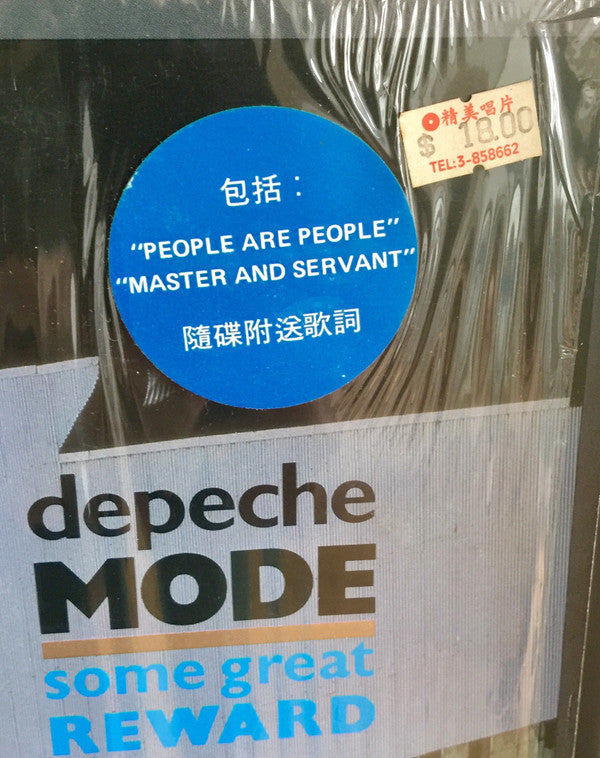 精美唱片
$ 18.00
TEL:3-858662
包括：
“PEOPLE ARE PEOPLE”
“MASTER AND SERVANT”
隨碟附送歌詞
depeche
MODE
some great
REWARD